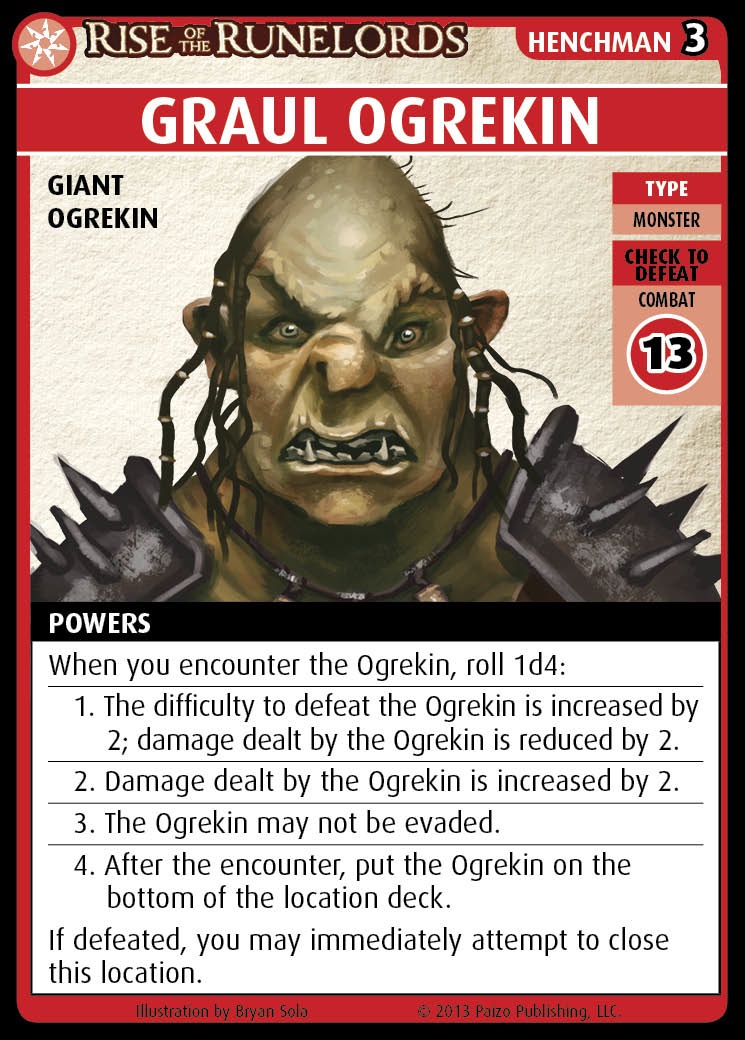 RISE OF THE RUNELORDS
HENCHMAN 3
GRAUL OGREKIN
GIANT
OGREKIN
TYPE
MONSTER
CHECK TO
DEFEAT
COMBAT
13
POWERS
When you encounter the Ogrekin, roll 1d4:
1. The difficulty to defeat the Ogrekin is increased by
2; damage dealt by the Ogrekin is reduced by 2.
2. Damage dealt by the Ogrekin is increased by 2.
3. The Ogrekin may not be evaded.
4. After the encounter, put the Ogrekin on the
bottom of the location deck.
If defeated, you may immediately attempt to close
this location.
Illustration by Bryan Sola
© 2013 Paizo Publishing, LLC.